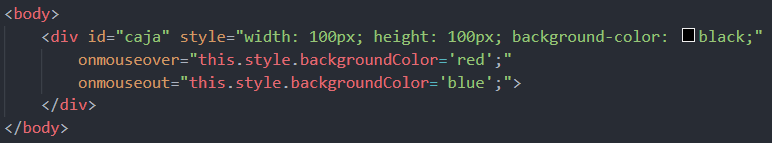 <body>
<div id="caja" style="width: 100px; height: 100px; background-color: black;"
onmouseover="this.style.backgroundColor='red';"
onmouseout="this.style.backgroundColor='blue';">
</div>
</body>